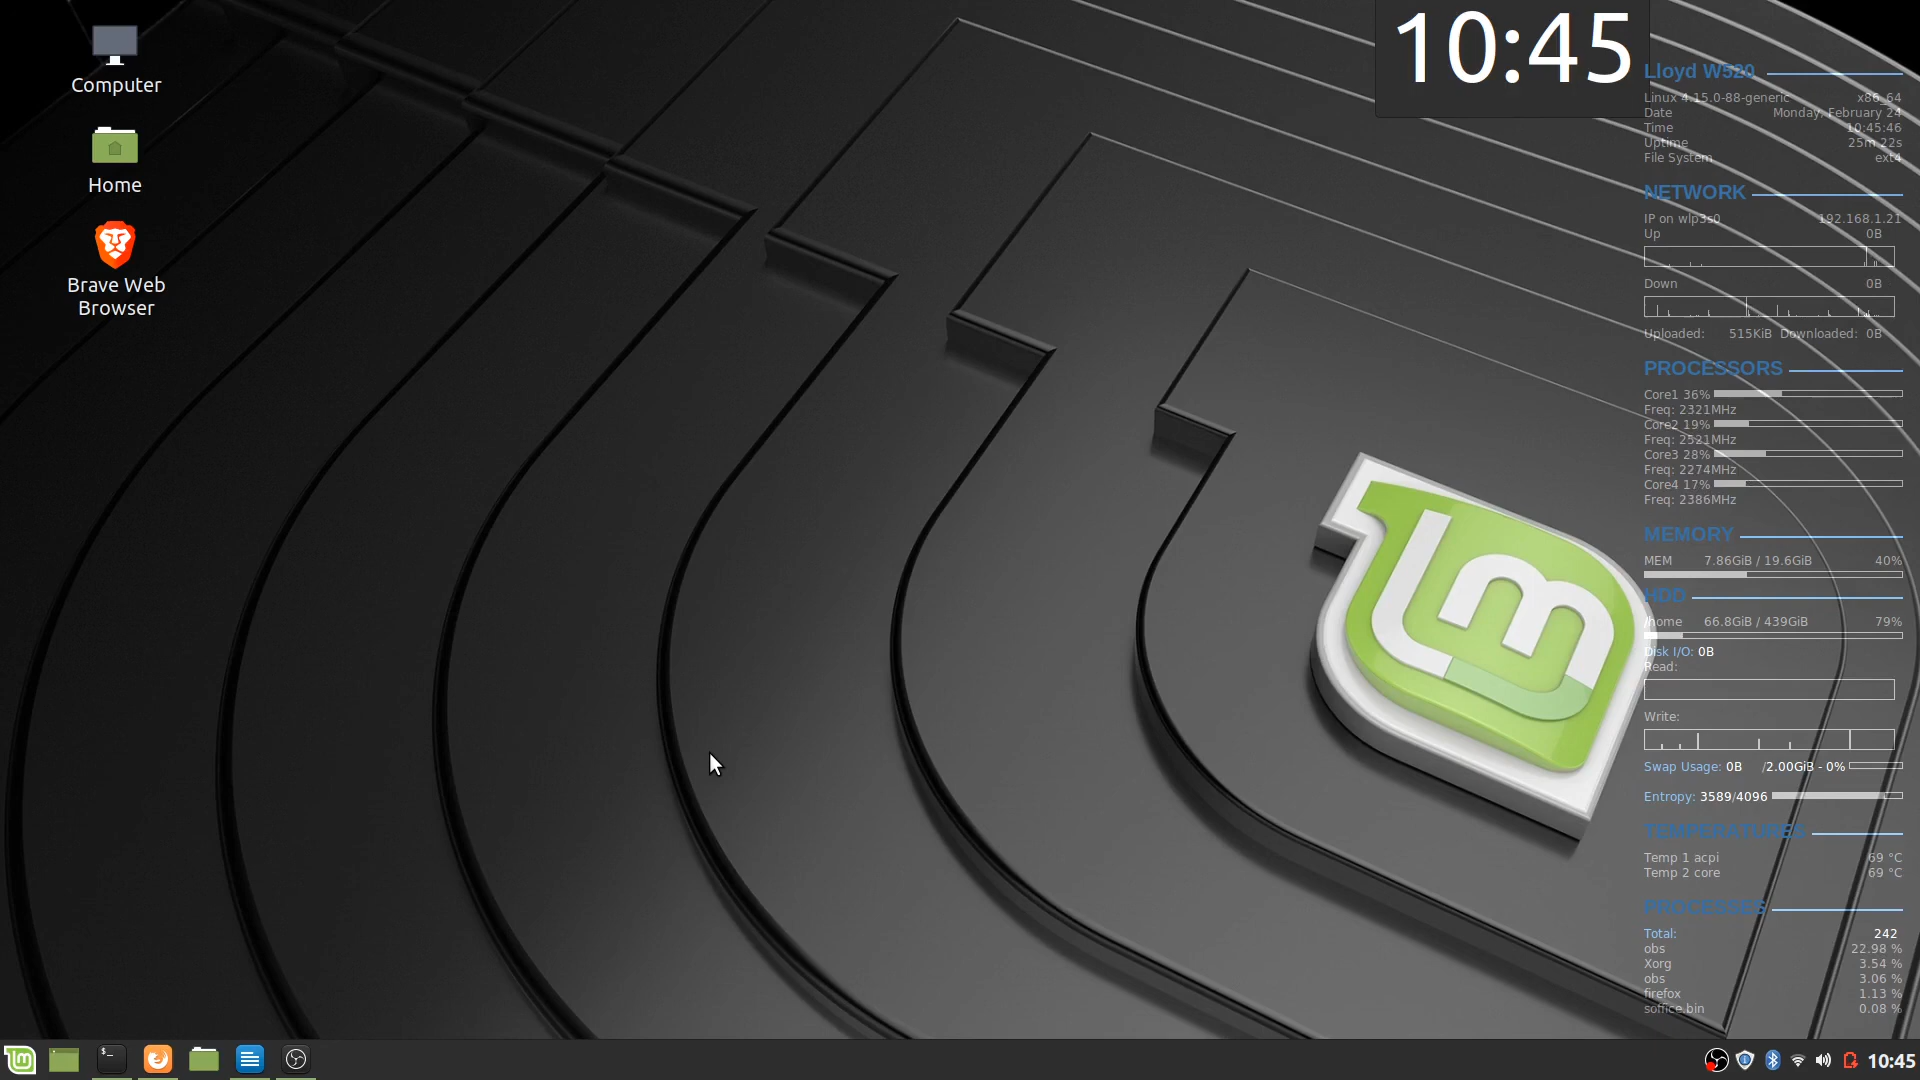 Computer
Home
Brave Web
Browser
10:45
Lloyd W520
Linux 4.15.0-88-generic x86_64
Date Monday, February 24
Time 10:45:46
Uptime 25m 22s
File System ext4
NETWORK
IP on wlp3s0 192.168.1.21
Up 0B
Down 0B
Uploaded: 515KiB Downloaded: 0B
PROCESSORS
Core1 36%
Freq: 2321MHz
Core2 19%
Freq: 2521MHz
Core3 28%
Freq: 2274MHz
Core4 17%
Freq: 2386MHz
MEMORY
MEM 7.86GiB / 19.6GiB 40%
HDD
/home 66.8GiB / 439GiB 79%
Disk I/O: 0B
Read:
Write:
Swap Usage: 0B /2.00GiB - 0%
Entropy: 3589/4096
TEMPERATURES
Temp 1 acpi 69 °C
Temp 2 core 69 °C
PROCESSES
Total: 242
obs 22.98 %
Xorg 3.54 %
obs 3.06 %
firefox 1.13 %
soffice.bin 0.08 %
10:45